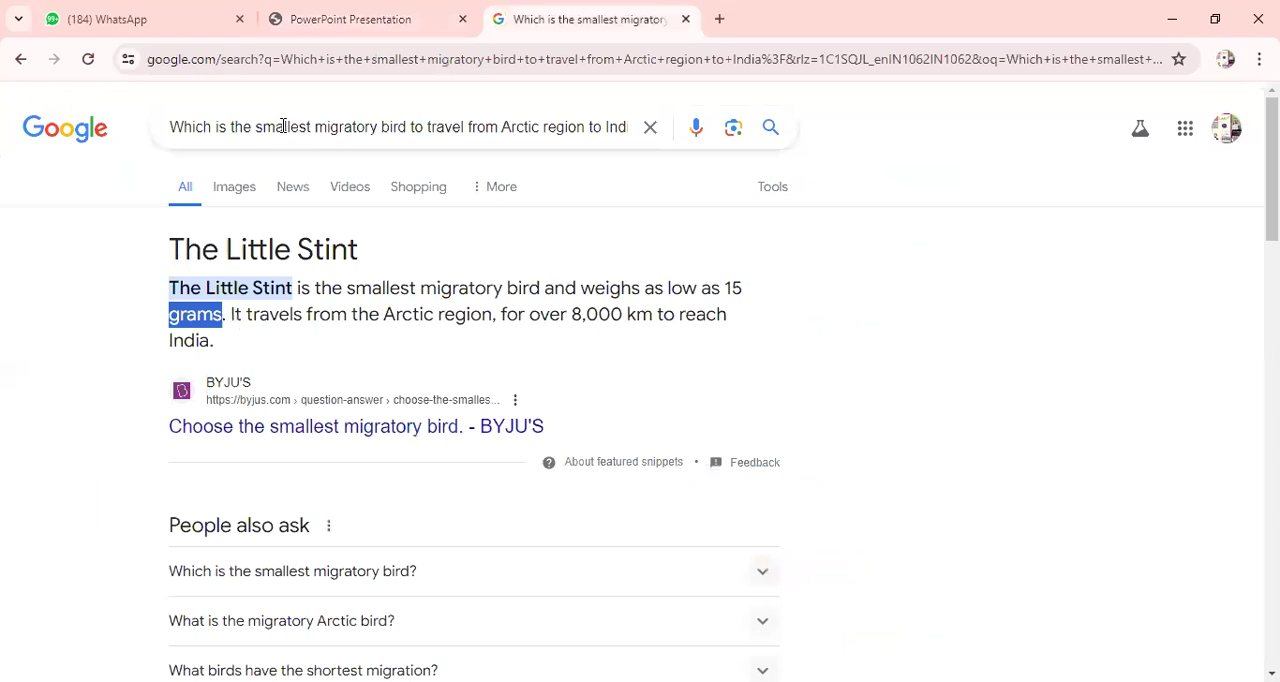 (184) WhatsApp
PowerPoint Presentation
Which is the smallest migratory
google.com/search?q=Which+is+the+smallest+migratory+bird+to+travel+from+Arctic+region+to+India%3F&rlz=1C1SQJL_enIN1062IN1062&oq=Which+is+the+smallest+...
Google
Which is the smallest migratory bird to travel from Arctic region to Indi
All Images News Videos Shopping More Tools
The Little Stint
The Little Stint is the smallest migratory bird and weighs as low as 15
grams. It travels from the Arctic region, for over 8,000 km to reach
India.
BYJU'S
https://byjus.com › question-answer › choose-the-smalles...
Choose the smallest migratory bird. - BYJU'S
About featured snippets • Feedback
People also ask
Which is the smallest migratory bird?
What is the migratory Arctic bird?
What birds have the shortest migration?